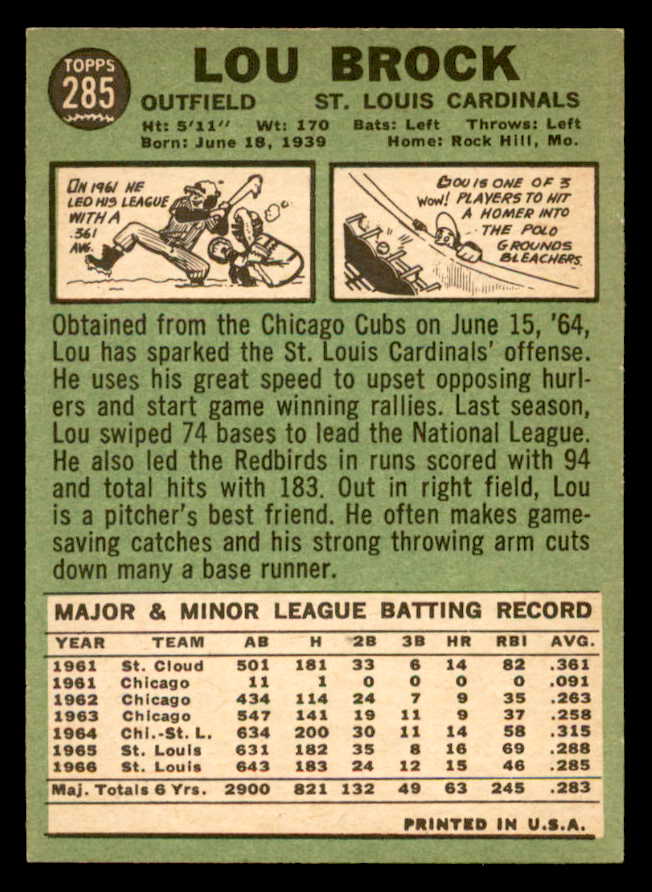 TOPPS
285
LOU BROCK
OUTFIELD ST. LOUIS CARDINALS
Ht: 5'11" Wt: 170 Bats: Left Throws: Left
Born: June 18, 1939 Home: Rock Hill, Mo.
ON 1961 HE
LED HIS LEAGUE
WITH A
.361
AVG.
LOU IS ONE OF 3
WOW! PLAYERS TO HIT
A HOMER INTO
THE POLO
GROUNDS
BLEACHERS.
Obtained from the Chicago Cubs on June 15, '64,
Lou has sparked the St. Louis Cardinals' offense.
He uses his great speed to upset opposing hurl-
ers and start game winning rallies. Last season,
Lou swiped 74 bases to lead the National League.
He also led the Redbirds in runs scored with 94
and total hits with 183. Out in right field, Lou
is a pitcher's best friend. He often makes game-
saving catches and his strong throwing arm cuts
down many a base runner.
MAJOR & MINOR LEAGUE BATTING RECORD
YEAR TEAM AB H 2B 3B HR RBI AVG.
1961 St. Cloud 501 181 33 6 14 82 .361
1961 Chicago 11 1 0 0 0 0 .091
1962 Chicago 434 114 24 7 9 35 .263
1963 Chicago 547 141 19 11 9 37 .258
1964 Chi.-St. L. 634 200 30 11 14 58 .315
1965 St. Louis 631 182 35 8 16 69 .288
1966 St. Louis 643 183 24 12 15 46 .285
Maj. Totals 6 Yrs. 2900 821 132 49 63 245 .283
PRINTED IN U.S.A.